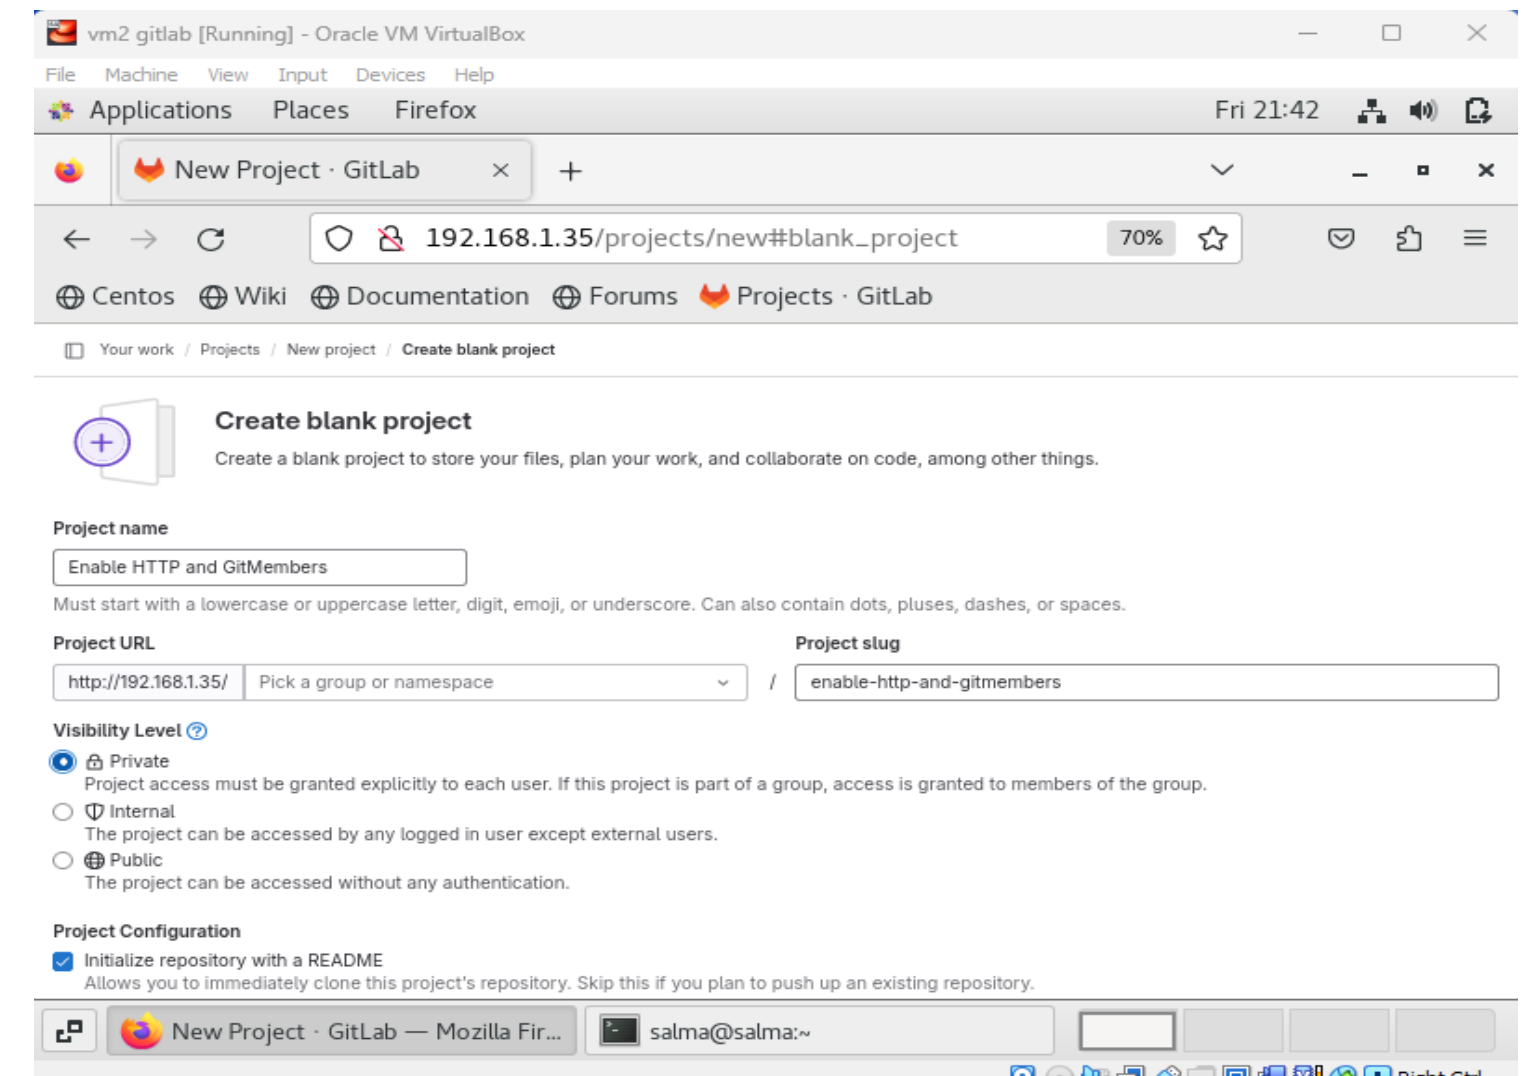 vm2 gitlab [Running] - Oracle VM VirtualBox
File Machine View Input Devices Help
Applications Places Firefox Fri 21:42
New Project · GitLab
192.168.1.35/projects/new#blank_project 70%
Centos Wiki Documentation Forums Projects · GitLab
Your work / Projects / New project / Create blank project
Create blank project
Create a blank project to store your files, plan your work, and collaborate on code, among other things.
Project name
Enable HTTP and GitMembers
Must start with a lowercase or uppercase letter, digit, emoji, or underscore. Can also contain dots, pluses, dashes, or spaces.
Project URL Project slug
http://192.168.1.35/ Pick a group or namespace / enable-http-and-gitmembers
Visibility Level
Private
Project access must be granted explicitly to each user. If this project is part of a group, access is granted to members of the group.
Internal
The project can be accessed by any logged in user except external users.
Public
The project can be accessed without any authentication.
Project Configuration
Initialize repository with a README
Allows you to immediately clone this project's repository. Skip this if you plan to push up an existing repository.
New Project · GitLab — Mozilla Fir... salma@salma:~
Right Ctrl